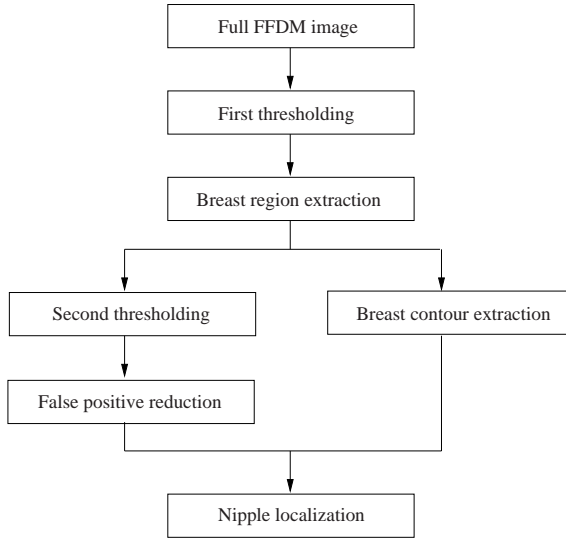 Full FFDM image
First thresholding
Breast region extraction
Second thresholding
Breast contour extraction
False positive reduction
Nipple localization